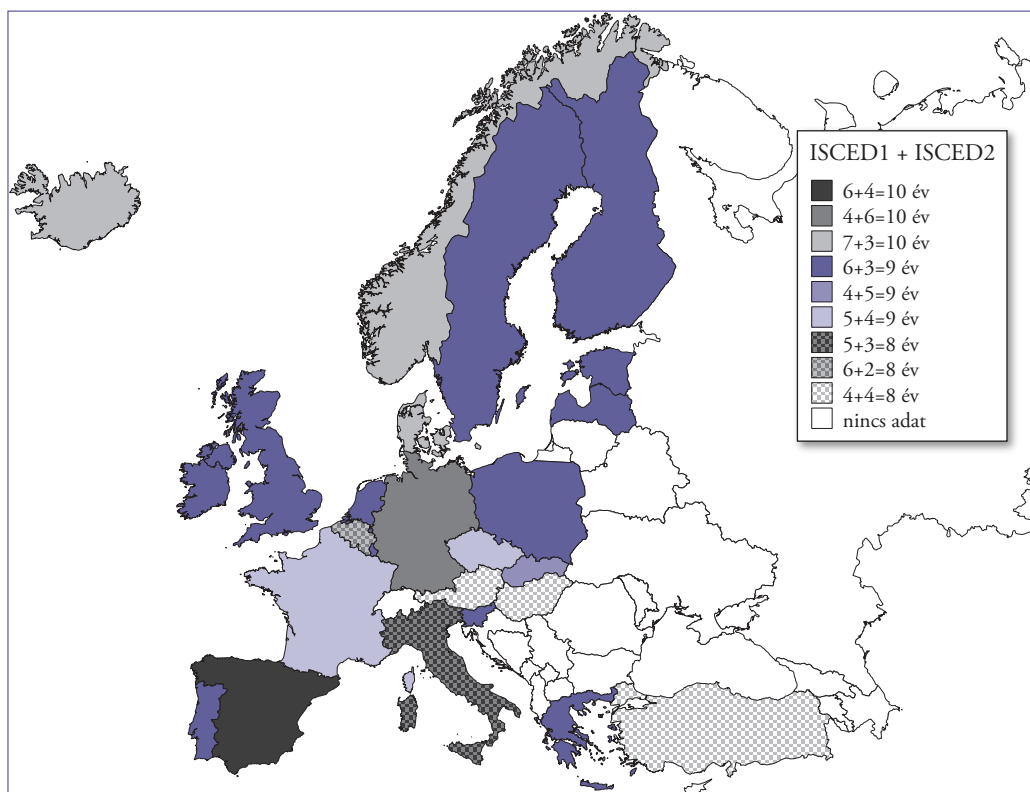 ISCED1 + ISCED2
6+4=10 év
4+6=10 év
7+3=10 év
6+3=9 év
4+5=9 év
5+4=9 év
5+3=8 év
6+2=8 év
4+4=8 év
nincs adat